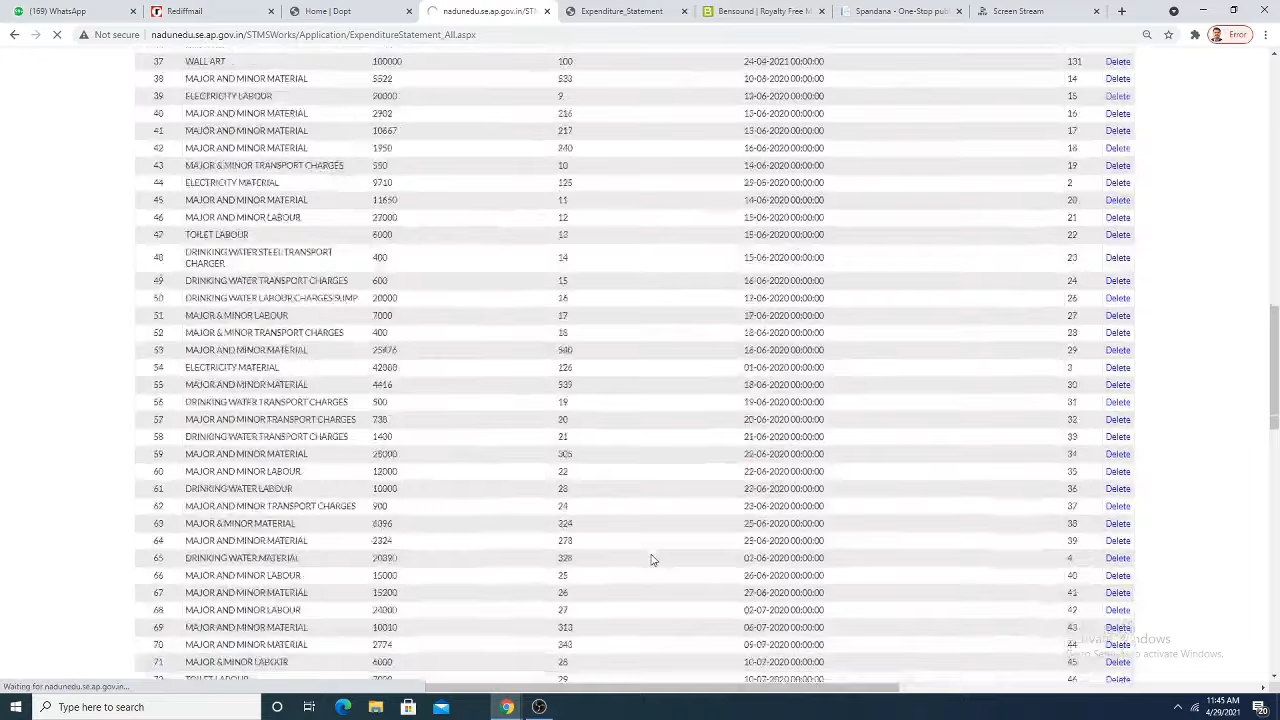 (169) WhatsApp
Rediffmail
Home | Dopt
nadunedu.se.ap.gov.in/STM
Expenditure_Statement
Bensound | Royalty Free M
Spandana - One-Stop pub
Screen Stream
Not secure | nadunedu.se.ap.gov.in/STMSWorks/Application/ExpenditureStatement_All.aspx
Error
37 WALL ART 100000 100 24-04-2021 00:00:00 131 Delete
38 MAJOR AND MINOR MATERIAL 5522 533 10-06-2020 00:00:00 14 Delete
39 ELECTRICITY LABOUR 20000 9 12-06-2020 00:00:00 15 Delete
40 MAJOR AND MINOR MATERIAL 2902 216 13-06-2020 00:00:00 16 Delete
41 MAJOR AND MINOR MATERIAL 10667 217 13-06-2020 00:00:00 17 Delete
42 MAJOR AND MINOR MATERIAL 1950 340 16-06-2020 00:00:00 18 Delete
43 MAJOR & MINOR TRANSPORT CHARGES 550 10 14-06-2020 00:00:00 19 Delete
44 ELECTRICITY MATERIAL 9710 125 00:00:00 2 Delete
45 MAJOR AND MINOR MATERIAL 11650 11 14-06-2020 00:00:00 20 Delete
46 MAJOR AND MINOR LABOUR 27000 12 15-06-2020 00:00:00 21 Delete
47 TOILET LABOUR 6000 13 15-06-2020 00:00:00 22 Delete
48 DRINKING WATER STEEL TRANSPORT CHARGER 400 14 15-06-2020 00:00:00 23 Delete
49 DRINKING WATER TRANSPORT CHARGES 600 15 16-06-2020 00:00:00 24 Delete
50 DRINKING WATER LABOUR CHARGES SUMP 20000 16 17-06-2020 00:00:00 26 Delete
51 MAJOR & MINOR LABOUR 7000 17 17-06-2020 00:00:00 27 Delete
52 MAJOR & MINOR TRANSPORT CHARGES 400 18 18-06-2020 00:00:00 28 Delete
53 MAJOR AND MINOR MATERIAL 25476 540 18-06-2020 00:00:00 29 Delete
54 ELECTRICITY MATERIAL 126 01-06-2020 00:00:00 3 Delete
55 MAJOR AND MINOR MATERIAL 4416 539 18-06-2020 00:00:00 30 Delete
56 DRINKING WATER TRANSPORT CHARGES 500 19 19-06-2020 00:00:00 31 Delete
57 MAJOR AND MINOR TRANSPORT CHARGES 738 20 20-06-2020 00:00:00 32 Delete
58 DRINKING WATER TRANSPORT CHARGES 1400 21 21-06-2020 00:00:00 33 Delete
59 MAJOR AND MINOR MATERIAL 305 22-06-2020 00:00:00 34 Delete
60 MAJOR AND MINOR LABOUR 12000 22 22-06-2020 00:00:00 35 Delete
61 DRINKING WATER LABOUR 23 00:00:00 36 Delete
62 MAJOR AND MINOR TRANSPORT CHARGES 900 24 23-06-2020 00:00:00 37 Delete
63 MAJOR & MINOR MATERIAL 6396 324 25-06-2020 00:00:00 38 Delete
64 MAJOR AND MINOR MATERIAL 2324 273 25-06-2020 00:00:00 39 Delete
65 DRINKING WATER MATERIAL 328 02-06-2020 00:00:00 4 Delete
66 MAJOR AND MINOR LABOUR 15000 25 26-06-2020 00:00:00 40 Delete
67 MAJOR AND MINOR MATERIAL 26 27-06-2020 00:00:00 41 Delete
68 MAJOR AND MINOR LABOUR 27 02-07-2020 00:00:00 42 Delete
69 MAJOR AND MINOR MATERIAL 313 06-07-2020 00:00:00 43 Delete
70 MAJOR AND MINOR MATERIAL 2774 343 09-07-2020 00:00:00 44 Delete
71 MAJOR & MINOR LABOUR 6000 28 10-07-2020 00:00:00 45 Delete
TOILET LABOUR 29 10-07-2020 00:00:00 46 Delete
Activate Windows
Go to Settings to activate Windows.
Waiting for nadunedu.se.ap.gov.in...
Type here to search
11:45 AM
4/29/2021
20